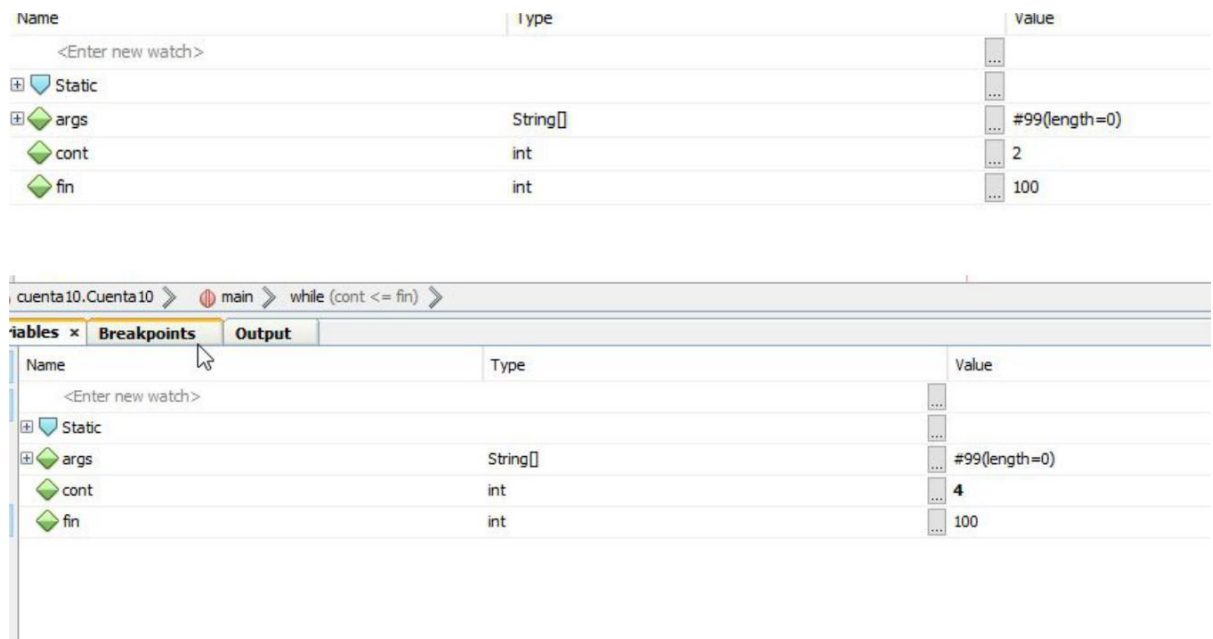 Name Type Value
<Enter new watch>
...
Static
...
args String[] ... #99(length=0)
cont int ... 2
fin int ... 100
cuenta10.Cuenta10 main while (cont <= fin)
riables × Breakpoints Output
Name Type Value
<Enter new watch> ...
Static ...
args String[] ... #99(length=0)
cont int ... 4
fin int ... 100